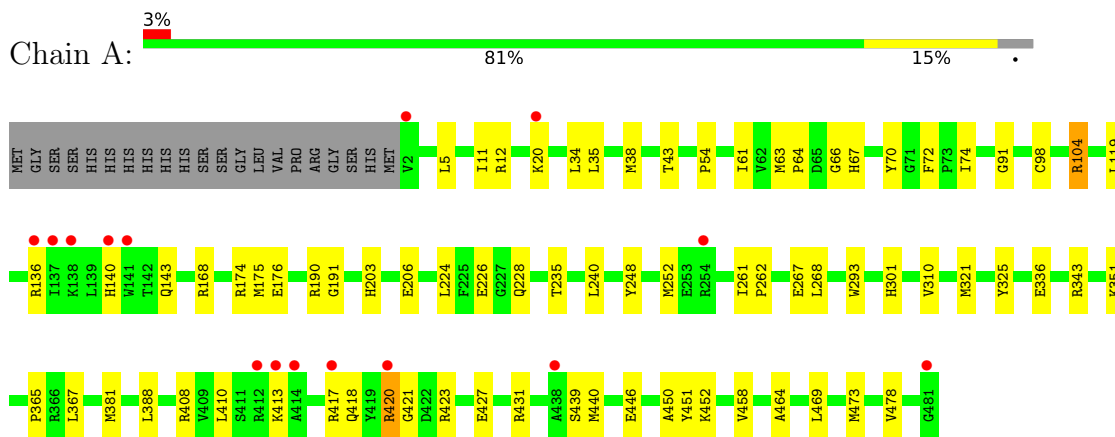 3%
Chain A:
81% 15% •
MET GLY SER SER HIS HIS HIS HIS HIS HIS SER SER GLY LEU VAL PRO ARG GLY SER HIS MET V2 L5 I11 R12 K20 L34 L35 M38 T43 P54 I61 V62 M63 P64 D65 G66 H67 Y70 G71 F72 P73 I74 G91 C98 R104 L119
R136 I137 K138 L139 H140 W141 T142 Q143 R168 R174 M175 E176 R190 G191 H203 E206 L224 F225 E226 G227 Q228 T235 L240 Y248 M252 E253 R254 I261 P262 E267 L268 W293 H301 V310 M321 Y325 E336 R343 K351
P365 R366 L367 M381 L388 R408 V409 L410 S411 R412 K413 A414 R417 Q418 Y419 R420 G421 D422 R423 E427 R431 A438 S439 M440 E446 A450 Y451 K452 V458 A464 L469 M473 V478 G481